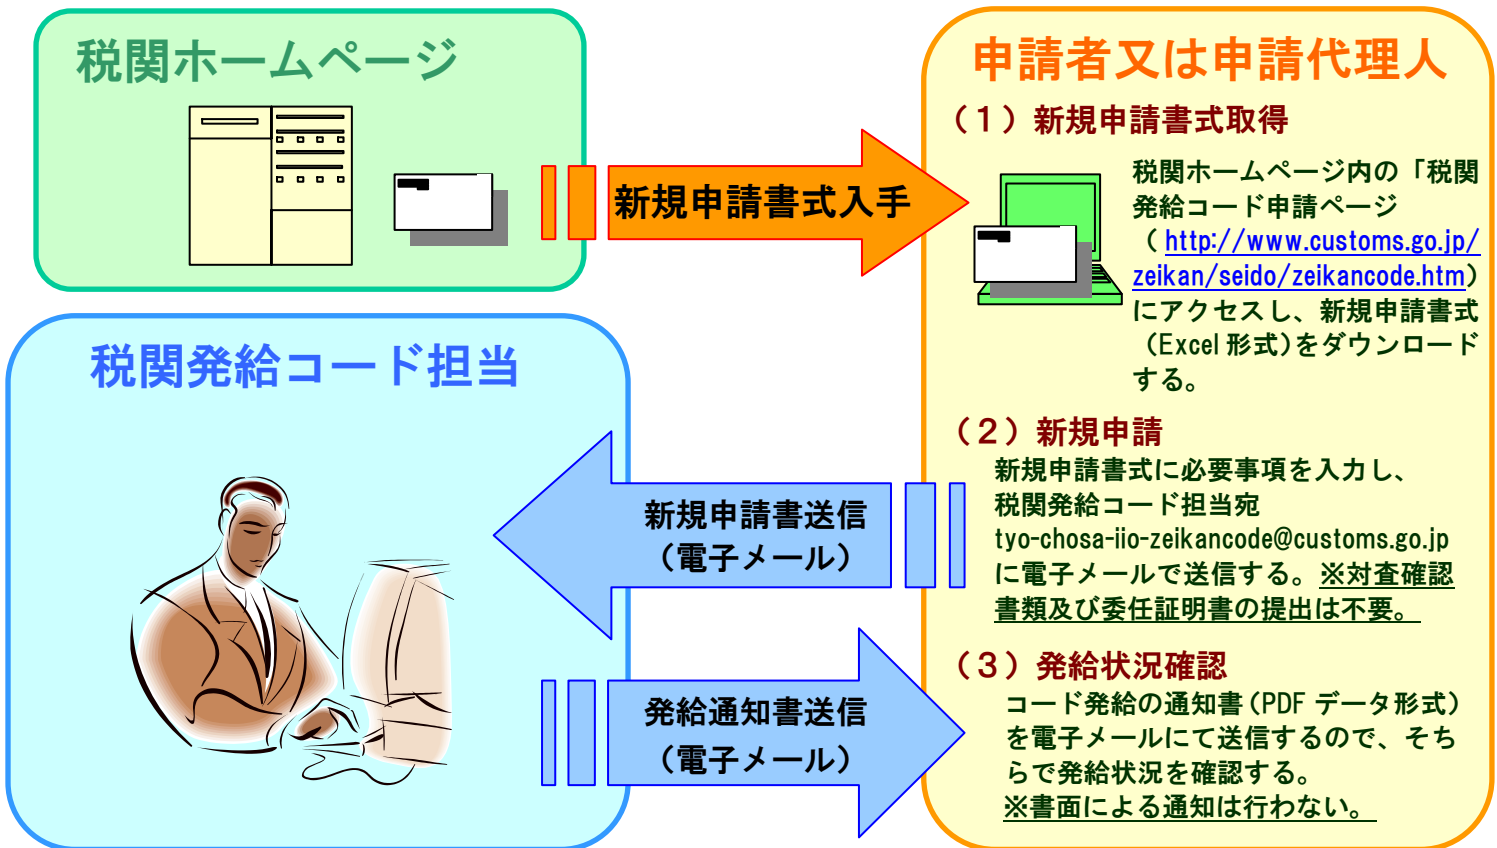 税関ホームページ
新規申請書式入手
税関発給コード担当
新規申請書送信
（電子メール）
発給通知書送信
（電子メール）
申請者又は申請代理人
（１）新規申請書式取得
税関ホームページ内の「税関
発給コード申請ページ
（http://www.customs.go.jp/
zeikan/seido/zeikancode.htm）
にアクセスし、新規申請書式
（Excel 形式）をダウンロード
する。
（２）新規申請
新規申請書式に必要事項を入力し、
税関発給コード担当宛
tyo-chosa-iio-zeikancode@customs.go.jp
に電子メールで送信する。※対査確認
書類及び委任証明書の提出は不要。
（３）発給状況確認
コード発給の通知書（PDF データ形式）
を電子メールにて送信するので、そち
らで発給状況を確認する。
※書面による通知は行わない。